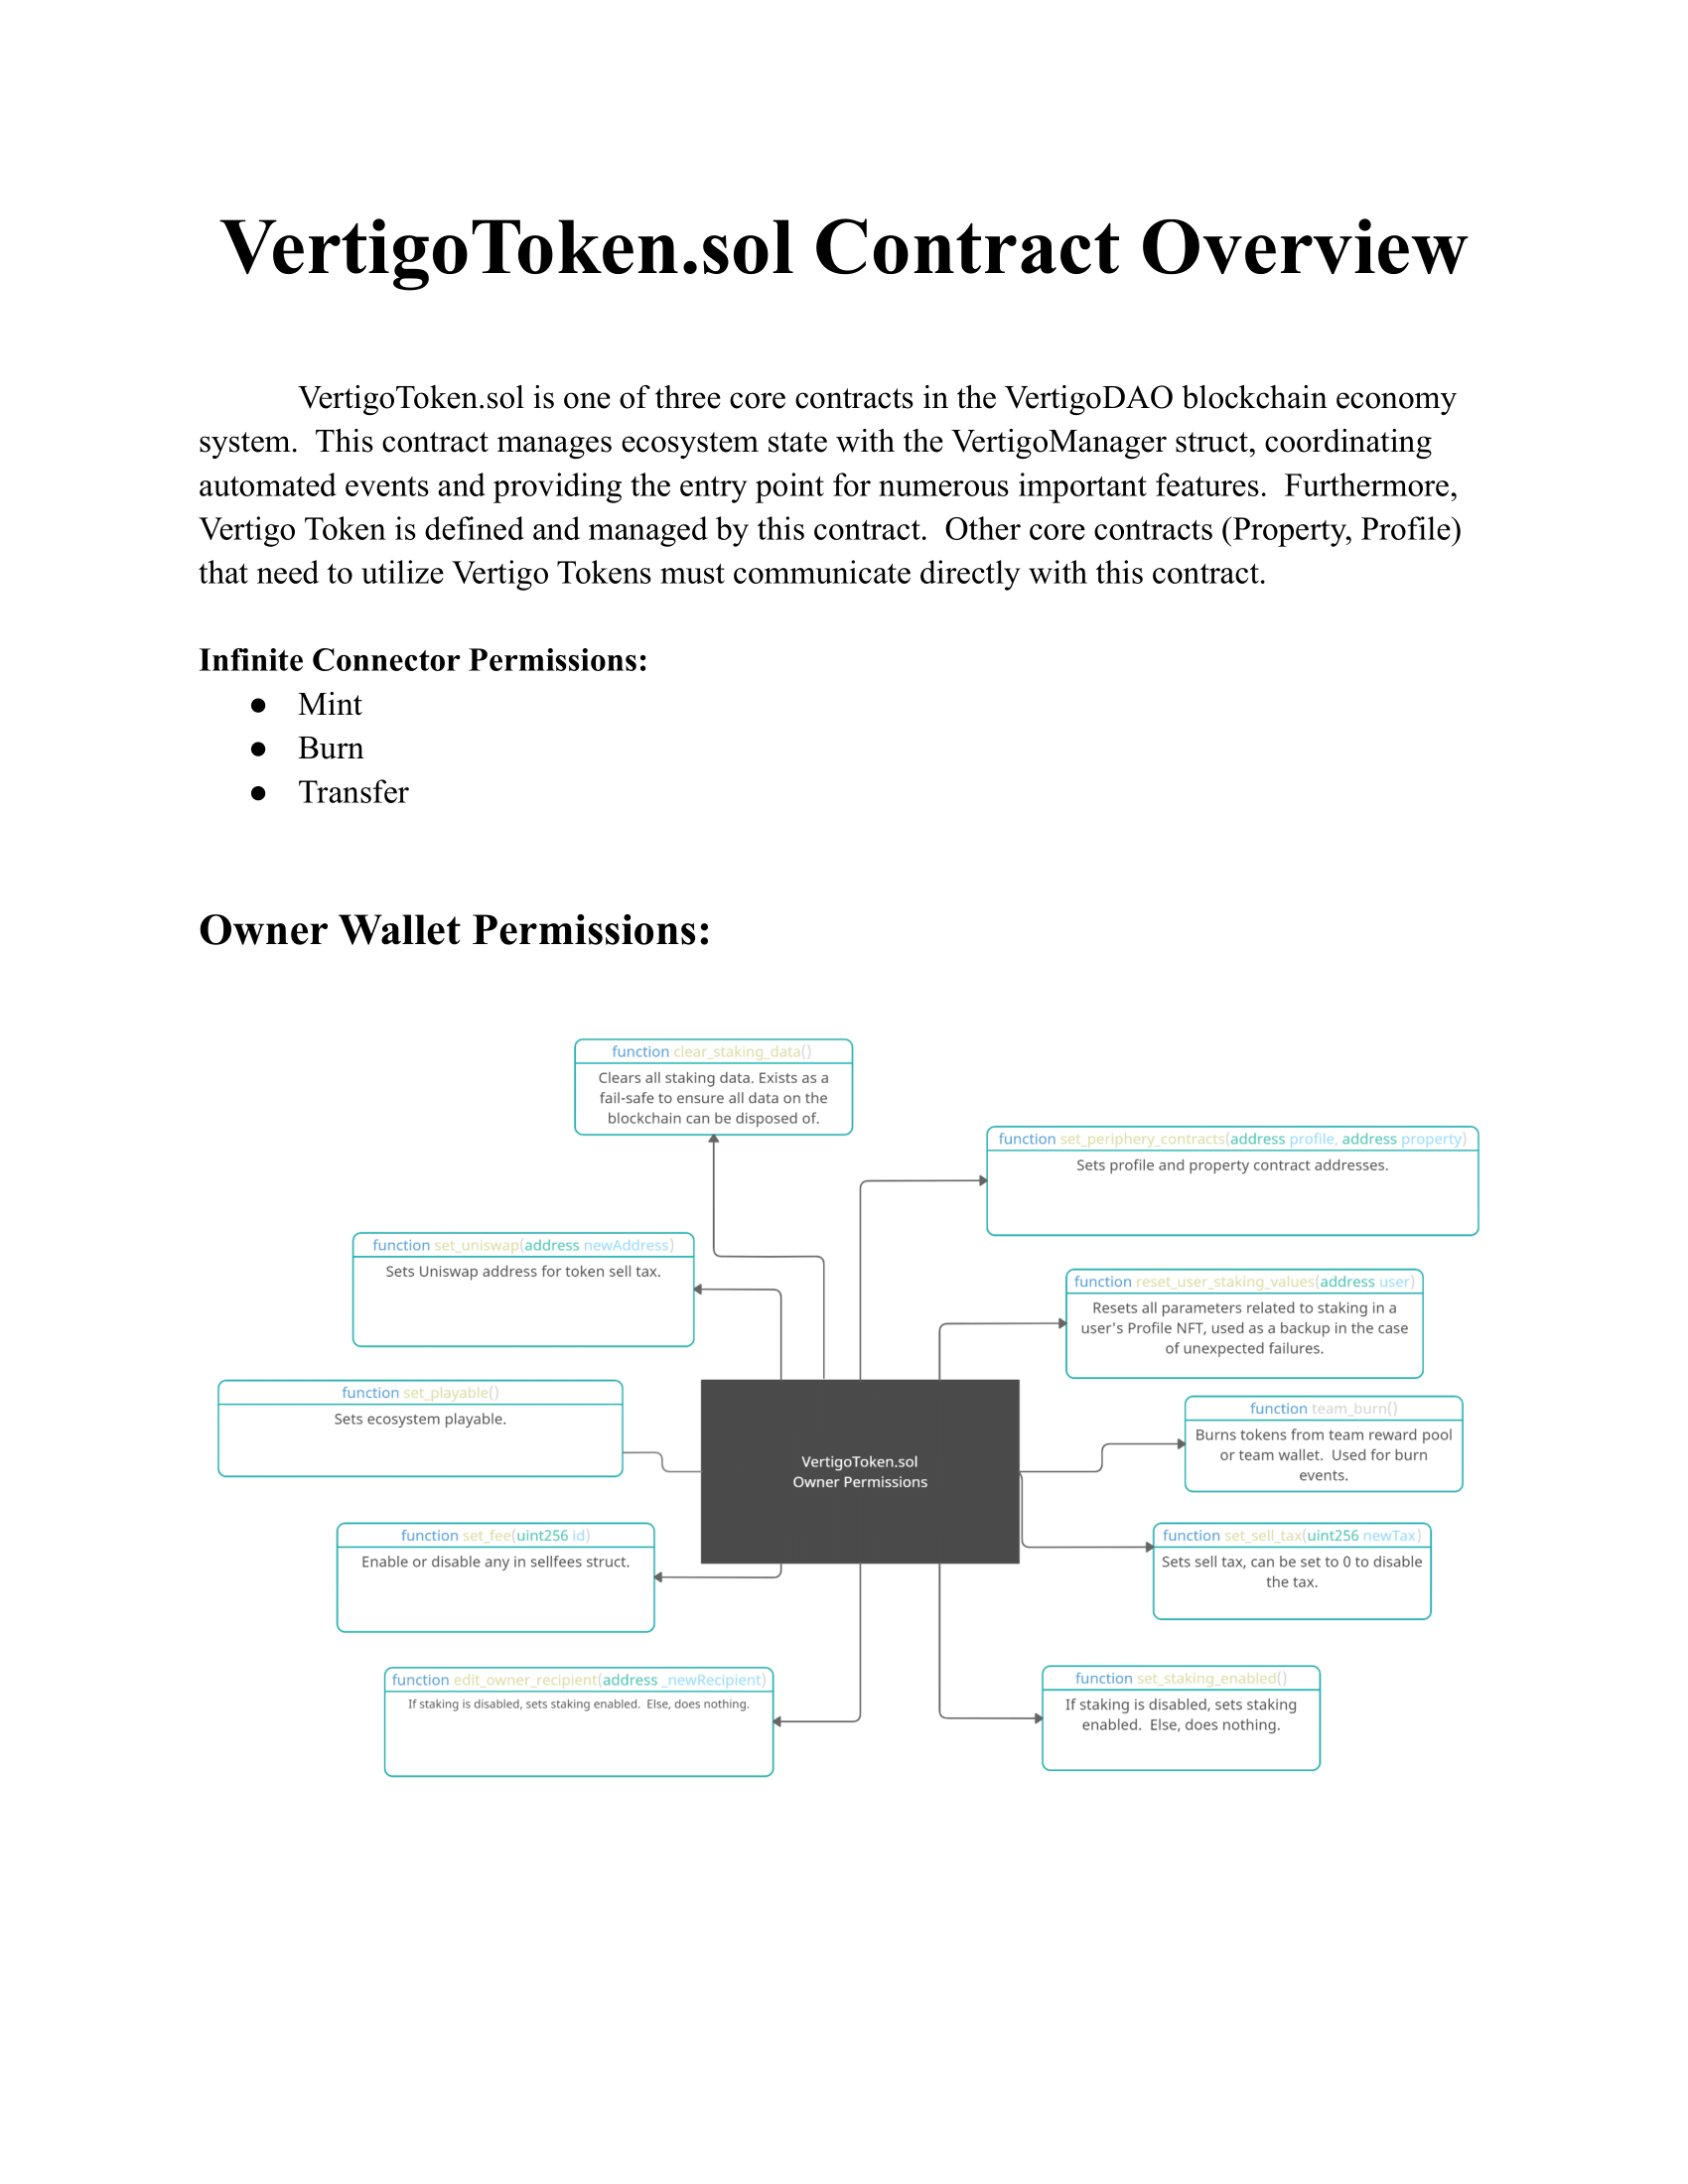 VertigoToken.sol Contract Overview
VertigoToken.sol is one of three core contracts in the VertigoDAO blockchain economy
system.  This contract manages ecosystem state with the VertigoManager struct, coordinating
automated events and providing the entry point for numerous important features.  Furthermore,
Vertigo Token is defined and managed by this contract.  Other core contracts (Property, Profile)
that need to utilize Vertigo Tokens must communicate directly with this contract.
Infinite Connector Permissions:
● Mint
● Burn
● Transfer
Owner Wallet Permissions:
function clear_staking_data()
Clears all staking data. Exists as a
fail-safe to ensure all data on the
blockchain can be disposed of.
function set_periphery_contracts(address profile, address property)
Sets profile and property contract addresses.
function set_uniswap(address newAddress)
Sets Uniswap address for token sell tax.
function reset_user_staking_values(address user)
Resets all parameters related to staking in a
user's Profile NFT, used as a backup in the case
of unexpected failures.
function set_playable()
Sets ecosystem playable.
function team_burn()
Burns tokens from team reward pool
or team wallet.  Used for burn
events.
VertigoToken.sol
Owner Permissions
function set_fee(uint256 id)
Enable or disable any in sellfees struct.
function set_sell_tax(uint256 newTax)
Sets sell tax, can be set to 0 to disable
the tax.
function edit_owner_recipient(address _newRecipient)
If staking is disabled, sets staking enabled.  Else, does nothing.
function set_staking_enabled()
If staking is disabled, sets staking
enabled.  Else, does nothing.